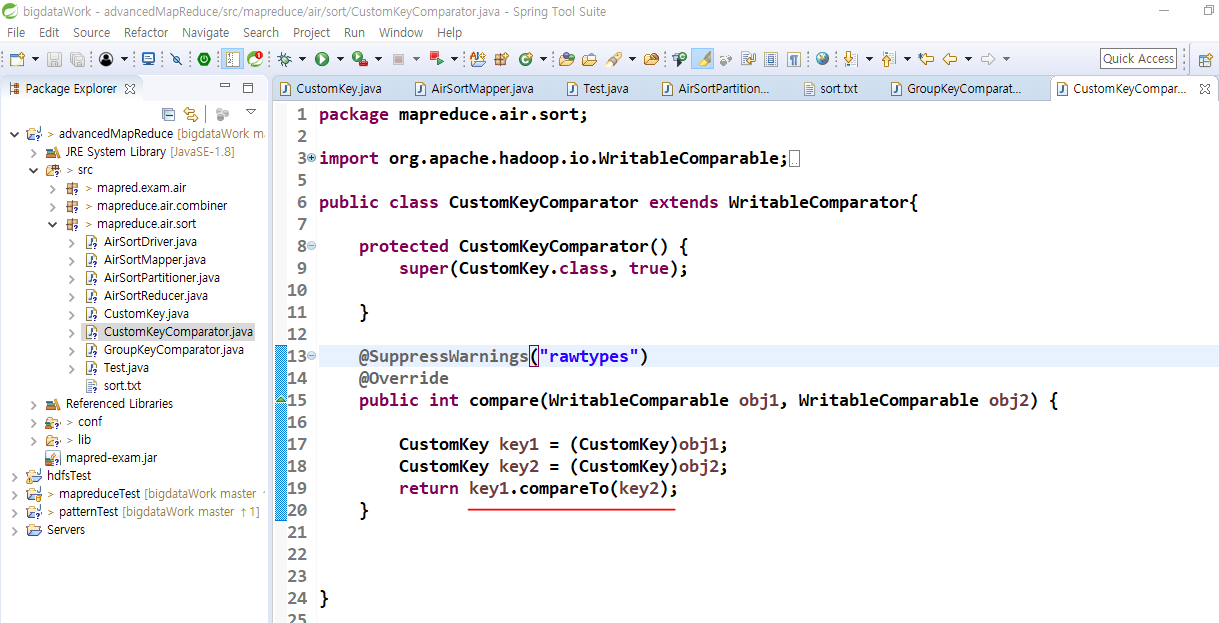 bigdataWork - advancedMapReduce/src/mapreduce/air/sort/CustomKeyComparator.java - Spring Tool Suite
File Edit Source Refactor Navigate Search Project Run Window Help
Quick Access
Package Explorer
CustomKey.java AirSortMapper.java Test.java AirSortPartition... sort.txt GroupKeyComparat... CustomKeyCompar...
> advancedMapReduce [bigdataWork m
JRE System Library [JavaSE-1.8]
> src
> mapred.exam.air
> mapreduce.air.combiner
> mapreduce.air.sort
> AirSortDriver.java
> AirSortMapper.java
> AirSortPartitioner.java
> AirSortReducer.java
> CustomKey.java
> CustomKeyComparator.java
> GroupKeyComparator.java
> Test.java
sort.txt
Referenced Libraries
> conf
> lib
mapred-exam.jar
hdfsTest
> mapreduceTest [bigdataWork master ↑
> patternTest [bigdataWork master ↑1]
Servers
1 package mapreduce.air.sort;
2
3 import org.apache.hadoop.io.WritableComparable;
5
6 public class CustomKeyComparator extends WritableComparator{
7
8 protected CustomKeyComparator() {
9 super(CustomKey.class, true);
10
11 }
12
13 @SuppressWarnings("rawtypes")
14 @Override
15 public int compare(WritableComparable obj1, WritableComparable obj2) {
16
17 CustomKey key1 = (CustomKey)obj1;
18 CustomKey key2 = (CustomKey)obj2;
19 return key1.compareTo(key2);
20 }
21
22
23
24 }
25